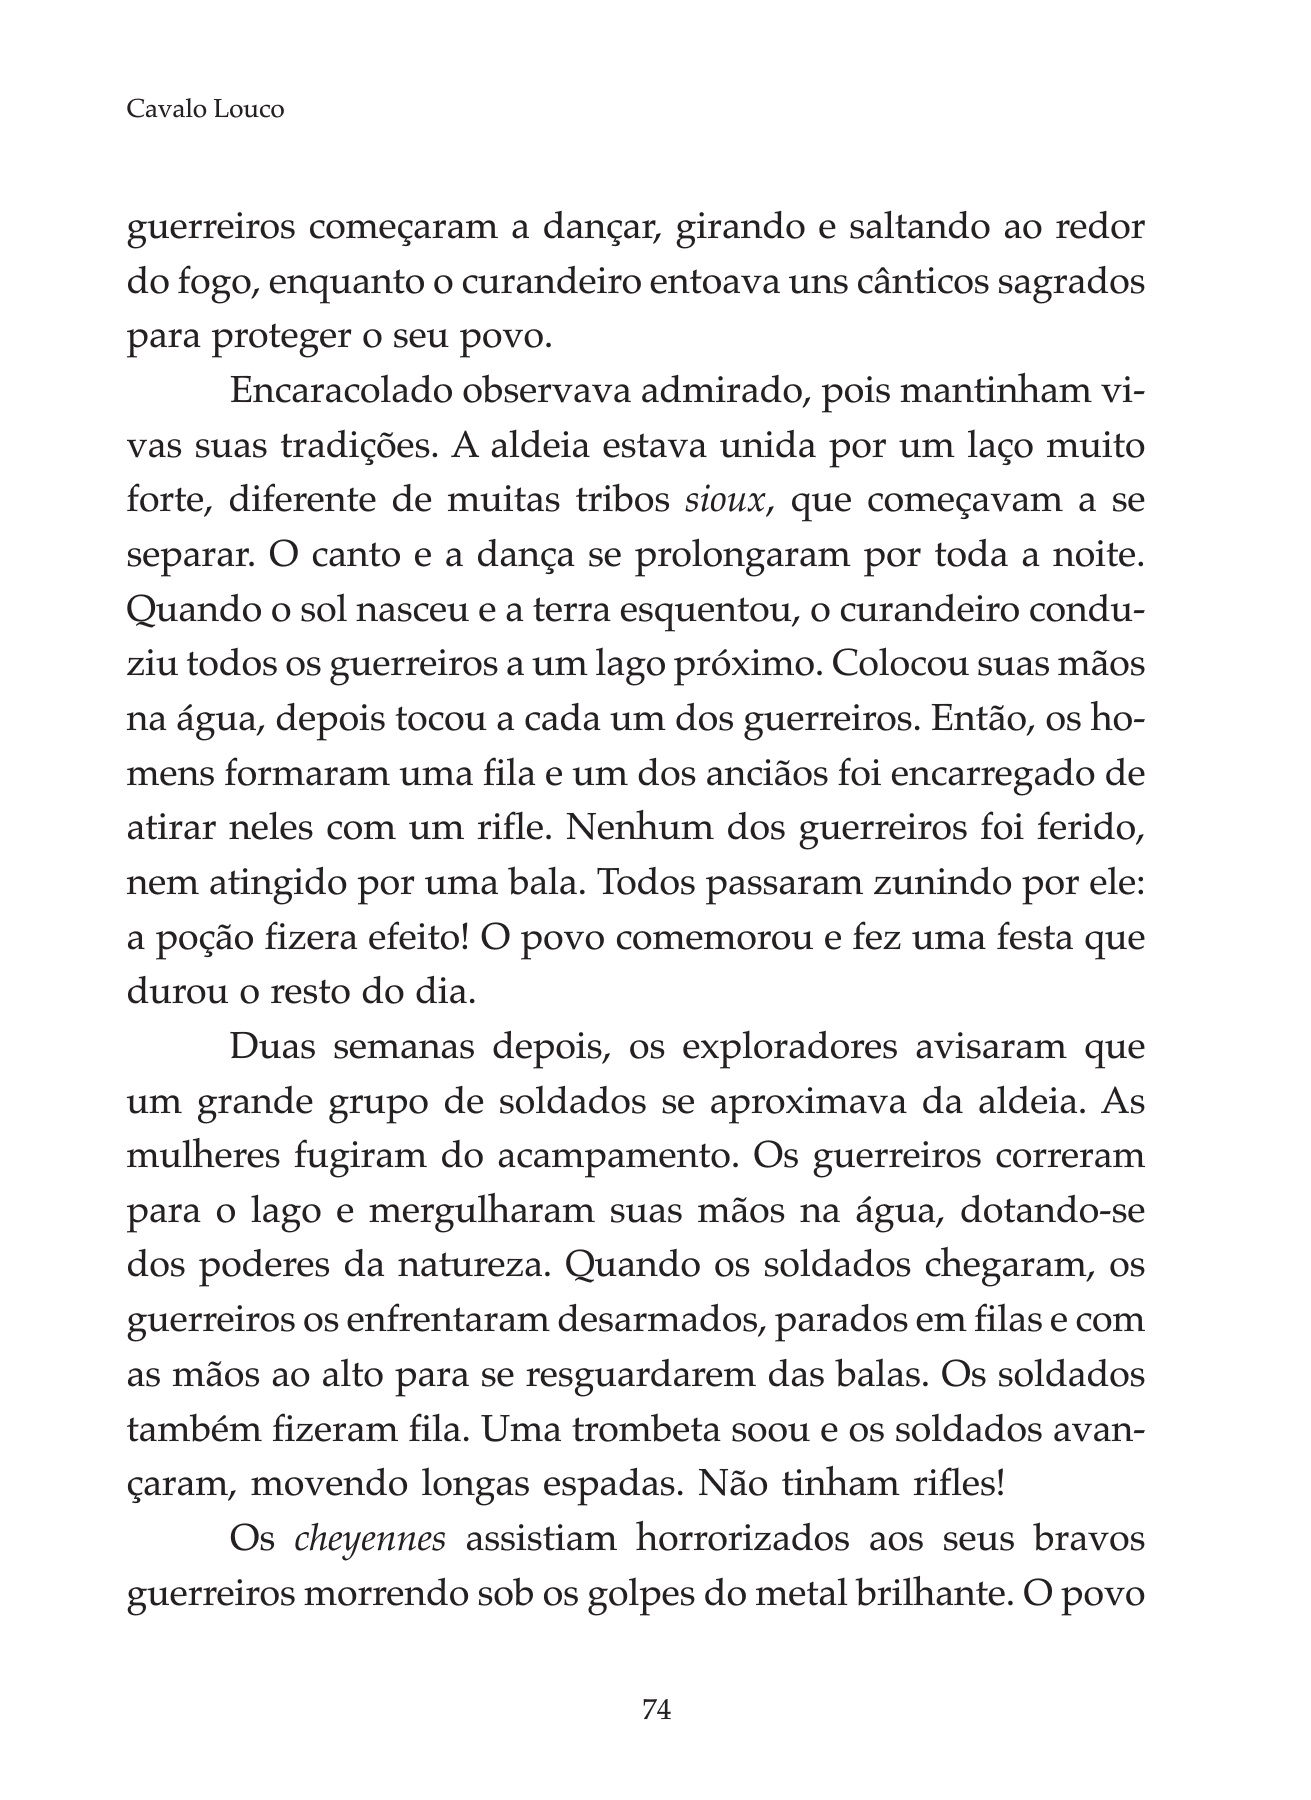 Cavalo Louco
guerreiros começaram a dançar, girando e saltando ao redor
do fogo, enquanto o curandeiro entoava uns cânticos sagrados
para proteger o seu povo.
Encaracolado observava admirado, pois mantinham vi-
vas suas tradições. A aldeia estava unida por um laço muito
forte, diferente de muitas tribos sioux, que começavam a se
separar. O canto e a dança se prolongaram por toda a noite.
Quando o sol nasceu e a terra esquentou, o curandeiro condu-
ziu todos os guerreiros a um lago próximo. Colocou suas mãos
na água, depois tocou a cada um dos guerreiros. Então, os ho-
mens formaram uma fila e um dos anciãos foi encarregado de
atirar neles com um rifle. Nenhum dos guerreiros foi ferido,
nem atingido por uma bala. Todos passaram zunindo por ele:
a poção fizera efeito! O povo comemorou e fez uma festa que
durou o resto do dia.
Duas semanas depois, os exploradores avisaram que
um grande grupo de soldados se aproximava da aldeia. As
mulheres fugiram do acampamento. Os guerreiros correram
para o lago e mergulharam suas mãos na água, dotando-se
dos poderes da natureza. Quando os soldados chegaram, os
guerreiros os enfrentaram desarmados, parados em filas e com
as mãos ao alto para se resguardarem das balas. Os soldados
também fizeram fila. Uma trombeta soou e os soldados avan-
çaram, movendo longas espadas. Não tinham rifles!
Os cheyennes assistiam horrorizados aos seus bravos
guerreiros morrendo sob os golpes do metal brilhante. O povo
74